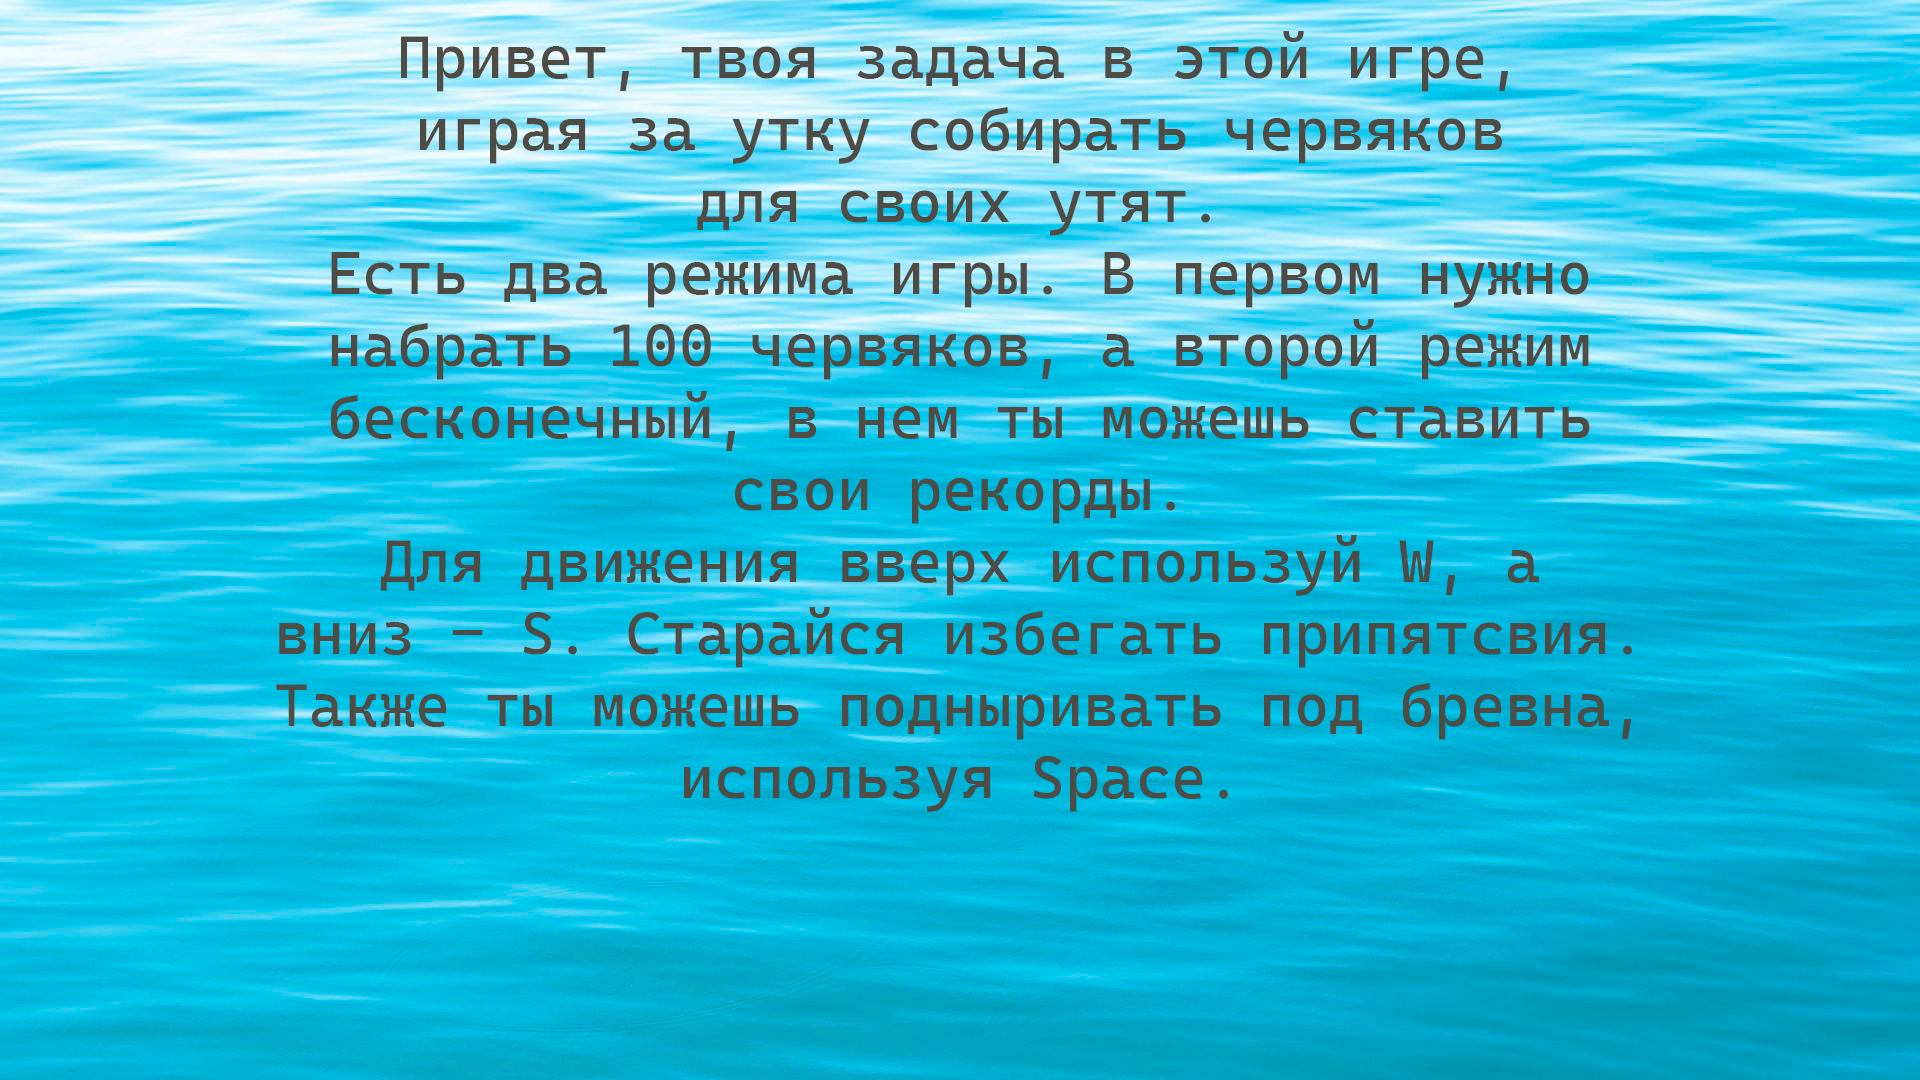 Привет, твоя задача в этой игре,
играя за утку собирать червяков
для своих утят.
Есть два режима игры. В первом нужно
набрать 100 червяков, а второй режим
бесконечный, в нем ты можешь ставить
свои рекорды.
Для движения вверх используй W, а
вниз – S. Старайся избегать припятсвия.
Также ты можешь подныривать под бревна,
используя Space.